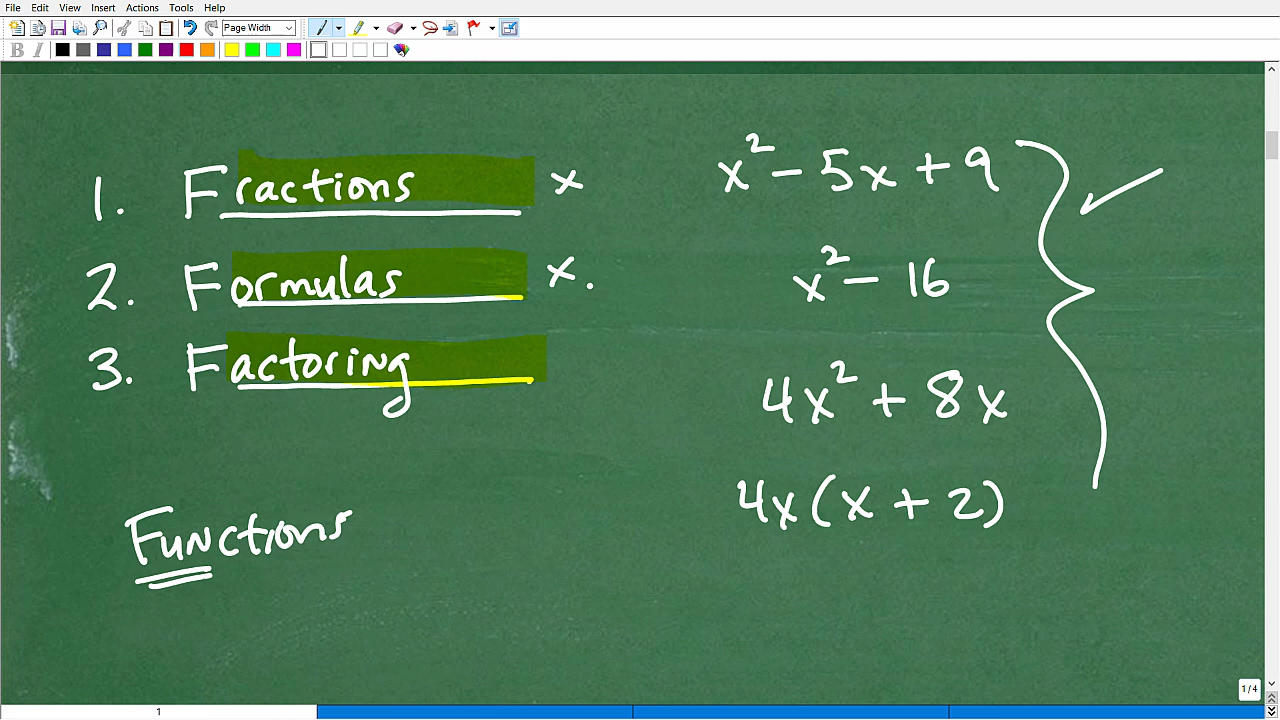 File Edit View Insert Actions Tools Help
Page Width
B I
1. Fractions x
2. Formulas x.
3. Factoring
Functions
x² − 5x + 9
x² − 16
4x² + 8x
4x(x + 2)
1/4
1